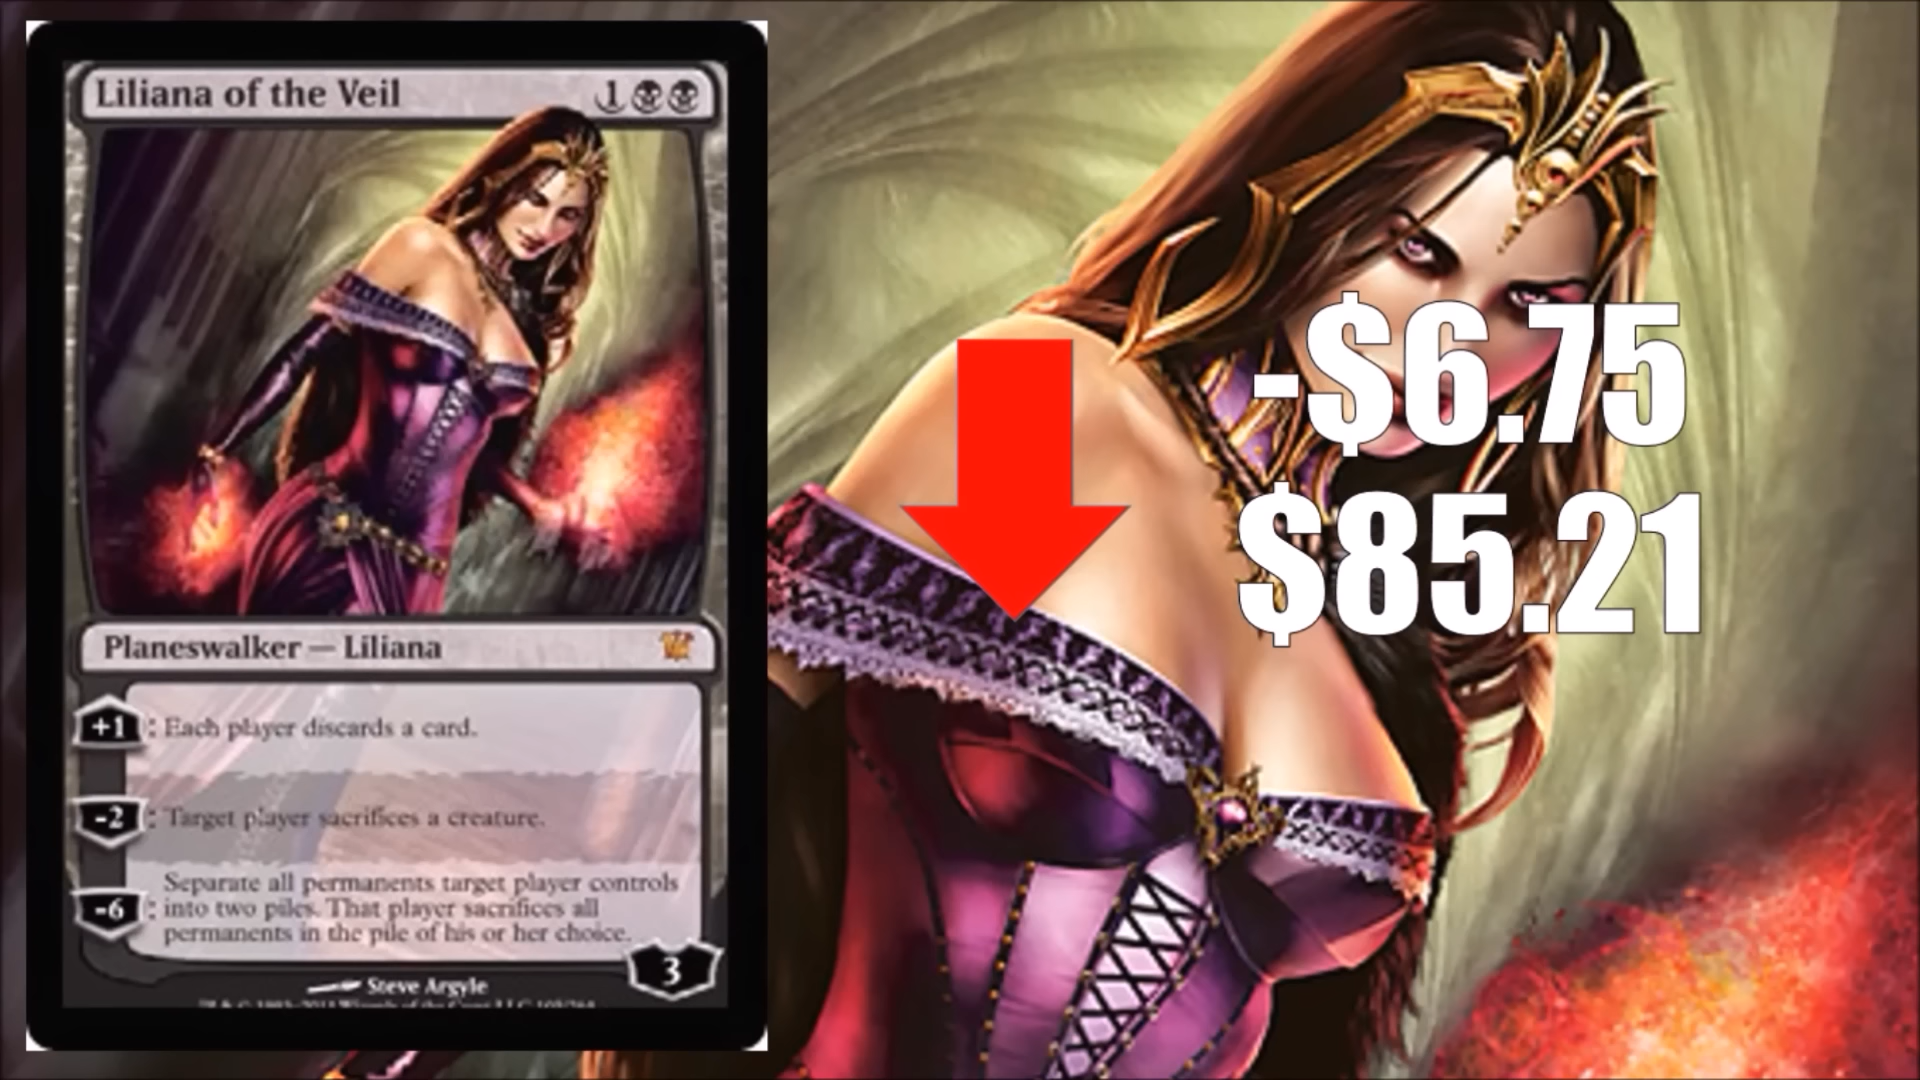 Liliana of the Veil 1
Planeswalker — Liliana
+1 : Each player discards a card.
-2 : Target player sacrifices a creature.
-6 : Separate all permanents target player controls
into two piles. That player sacrifices all
permanents in the pile of his or her choice.
3
Steve Argyle
-$6.75
$85.21